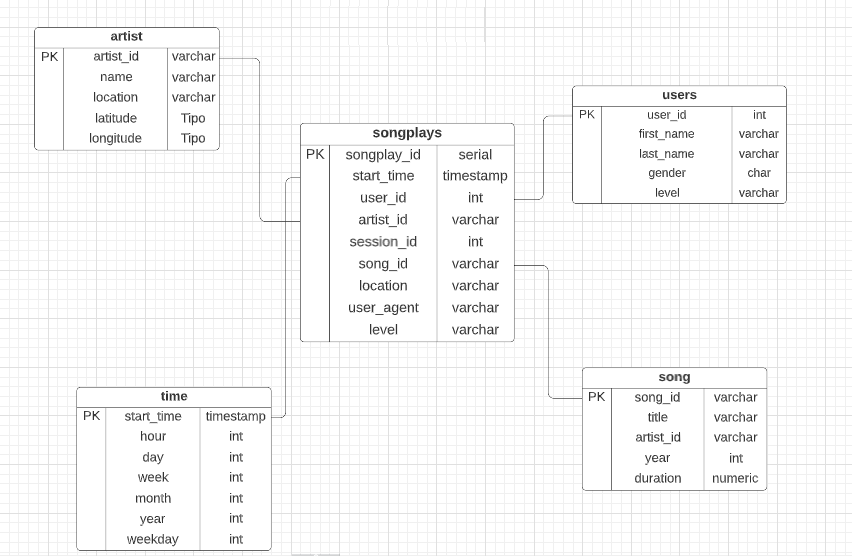 artist
PK artist_id varchar
name varchar
location varchar
latitude Tipo
longitude Tipo
users
PK user_id int
first_name varchar
last_name varchar
gender char
level varchar
songplays
PK songplay_id serial
start_time timestamp
user_id int
artist_id varchar
session_id int
song_id varchar
location varchar
user_agent varchar
level varchar
song
PK song_id varchar
title varchar
artist_id varchar
year int
duration numeric
time
PK start_time timestamp
hour int
day int
week int
month int
year int
weekday int